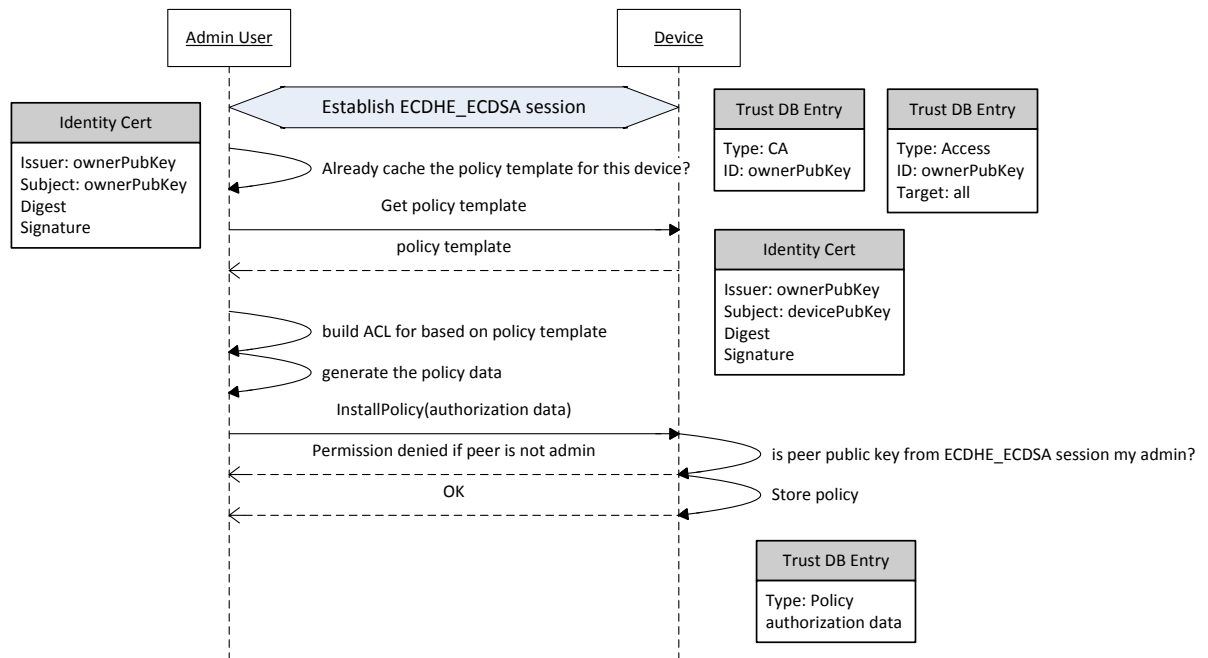 Admin User
Device
Establish ECDHE_ECDSA session
Identity Cert
Issuer: ownerPubKey
Subject: ownerPubKey
Digest
Signature
Trust DB Entry
Type: CA
ID: ownerPubKey
Trust DB Entry
Type: Access
ID: ownerPubKey
Target: all
Already cache the policy template for this device?
Get policy template
policy template
Identity Cert
Issuer: ownerPubKey
Subject: devicePubKey
Digest
Signature
build ACL for based on policy template
generate the policy data
InstallPolicy(authorization data)
Permission denied if peer is not admin
is peer public key from ECDHE_ECDSA session my admin?
OK
Store policy
Trust DB Entry
Type: Policy
authorization data